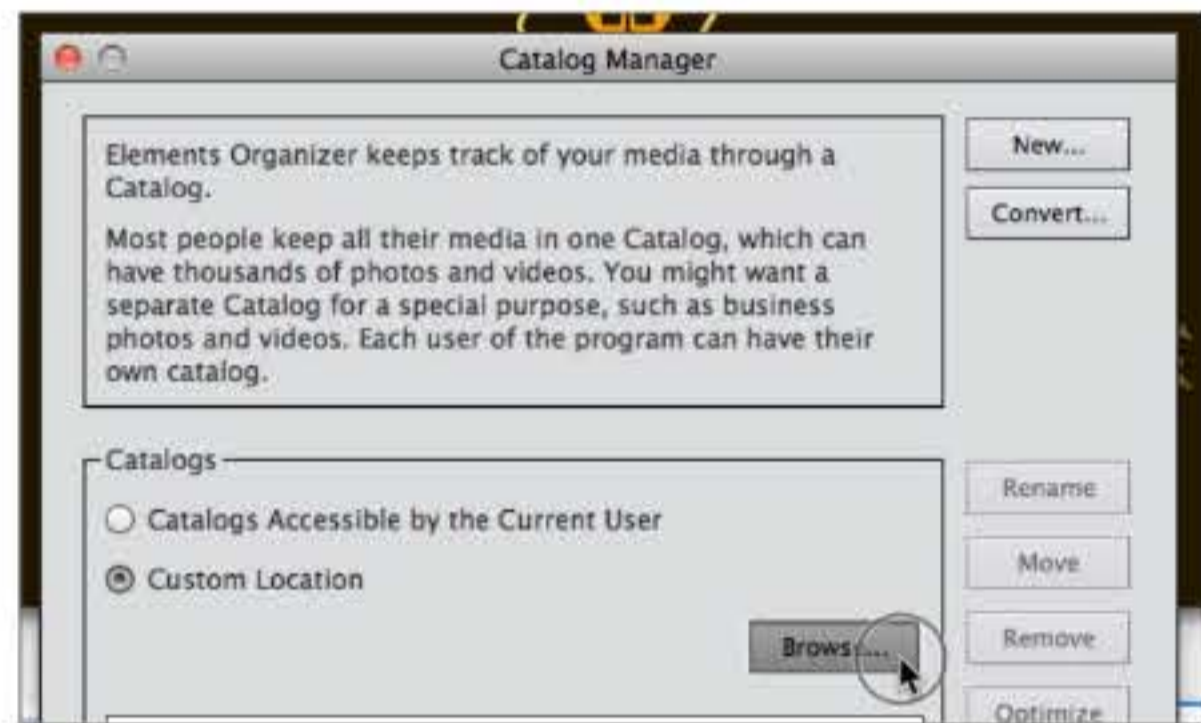 Catalog Manager
Elements Organizer keeps track of your media through a
Catalog.
Most people keep all their media in one Catalog, which can
have thousands of photos and videos. You might want a
separate Catalog for a special purpose, such as business
photos and videos. Each user of the program can have their
own catalog.
New...
Convert...
Catalogs
Catalogs Accessible by the Current User
Custom Location
Browse...
Rename
Move
Remove
Optimize